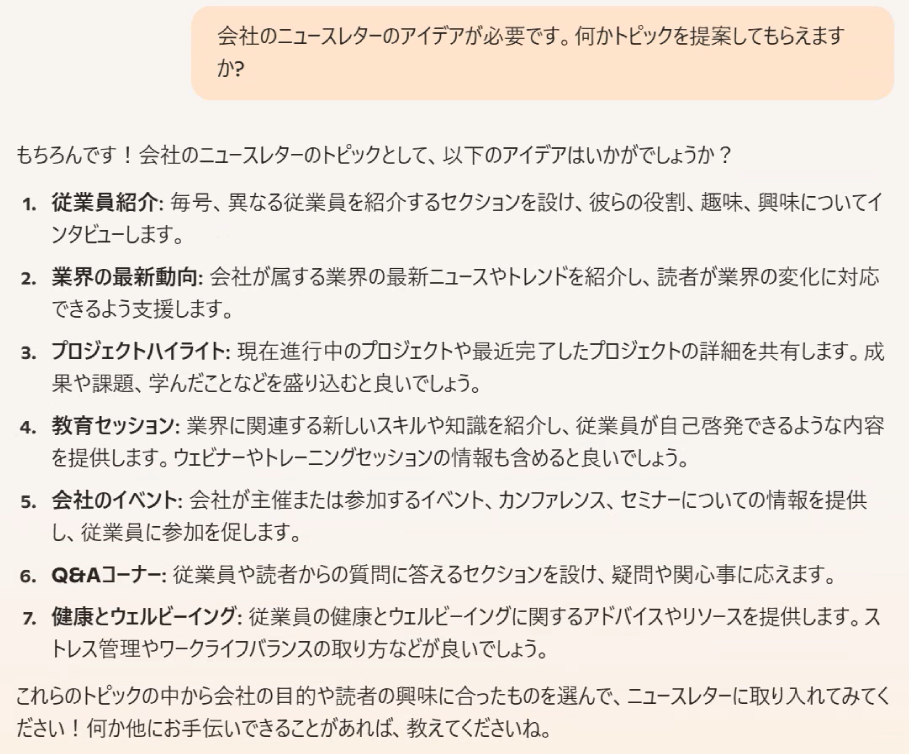 会社のニュースレターのアイデアが必要です。何かトピックを提案してもらえます
か?
もちろんです！会社のニュースレターのトピックとして、以下のアイデアはいかがでしょうか？
1. 従業員紹介: 毎号、異なる従業員を紹介するセクションを設け、彼らの役割、趣味、興味についてイ
ンタビューします。
2. 業界の最新動向: 会社が属する業界の最新ニュースやトレンドを紹介し、読者が業界の変化に対応
できるよう支援します。
3. プロジェクトハイライト: 現在進行中のプロジェクトや最近完了したプロジェクトの詳細を共有します。成
果や課題、学んだことなどを盛り込むと良いでしょう。
4. 教育セッション: 業界に関連する新しいスキルや知識を紹介し、従業員が自己啓発できるような内容
を提供します。ウェビナーやトレーニングセッションの情報も含めると良いでしょう。
5. 会社のイベント: 会社が主催または参加するイベント、カンファレンス、セミナーについての情報を提供
し、従業員に参加を促します。
6. Q&Aコーナー: 従業員や読者からの質問に答えるセクションを設け、疑問や関心事に応えます。
7. 健康とウェルビーイング: 従業員の健康とウェルビーイングに関するアドバイスやリソースを提供します。ス
トレス管理やワークライフバランスの取り方などが良いでしょう。
これらのトピックの中から会社の目的や読者の興味に合ったものを選んで、ニュースレターに取り入れてみてく
ださい！何か他にお手伝いできることがあれば、教えてくださいね。